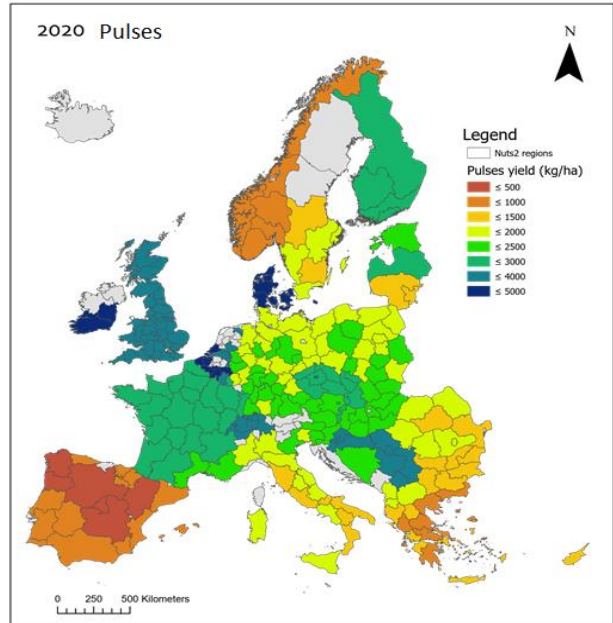 2020 Pulses
N
Legend
Nuts2 regions
Pulses yield (kg/ha)
≤ 500
≤ 1000
≤ 1500
≤ 2000
≤ 2500
≤ 3000
≤ 4000
≤ 5000
0 250 500 Kilometers